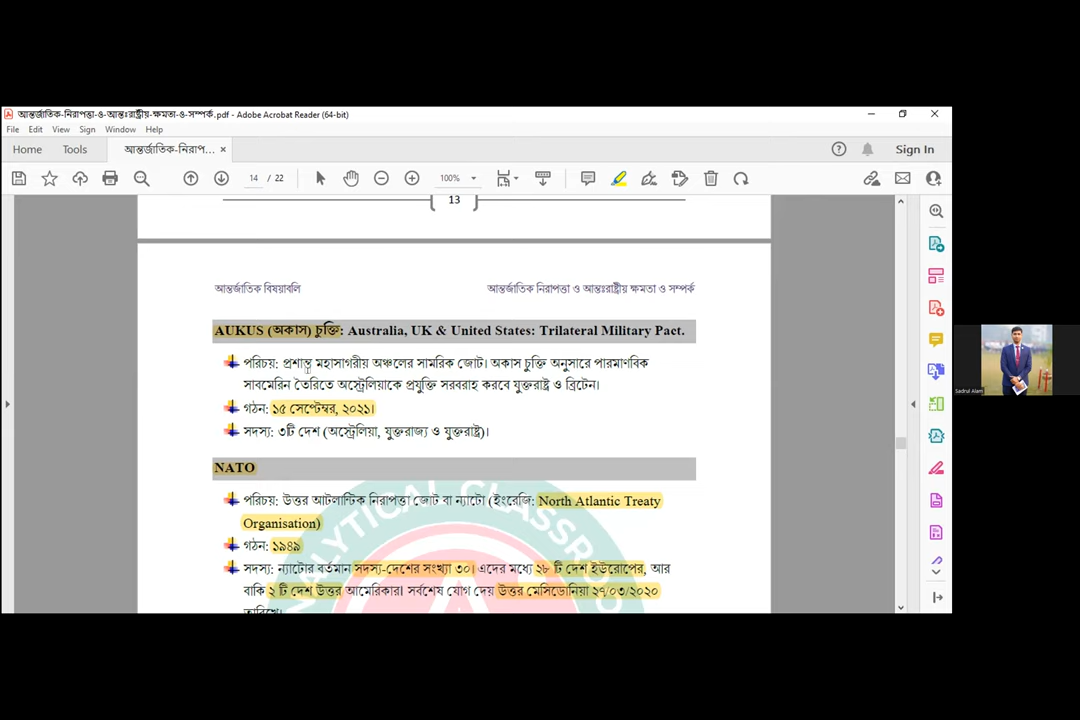 আন্তর্জাতিক-নিরাপত্তা-ও-আন্তঃরাষ্ট্রীয়-ক্ষমতা-ও-সম্পর্ক.pdf - Adobe Acrobat Reader (64-bit)
File Edit View Sign Window Help
Home Tools আন্তর্জাতিক-নিরাপ... × Sign In
14 / 22 100%
13
আন্তর্জাতিক বিষয়াবলি আন্তর্জাতিক নিরাপত্তা ও আন্তঃরাষ্ট্রীয় ক্ষমতা ও সম্পর্ক
AUKUS (অকাস) চুক্তি: Australia, UK & United States: Trilateral Military Pact.
পরিচয়: প্রশান্ত মহাসাগরীয় অঞ্চলের সামরিক জোট। অকাস চুক্তি অনুসারে পারমাণবিক
সাবমেরিন তৈরিতে অস্ট্রেলিয়াকে প্রযুক্তি সরবরাহ করবে যুক্তরাষ্ট্র ও ব্রিটেন।
গঠন: ১৫ সেপ্টেম্বর, ২০২১।
সদস্য: ৩টি দেশ (অস্ট্রেলিয়া, যুক্তরাজ্য ও যুক্তরাষ্ট্র)।
NATO
পরিচয়: উত্তর আটলান্টিক নিরাপত্তা জোট বা ন্যাটো (ইংরেজি: North Atlantic Treaty
Organisation)
গঠন: ১৯৪৯
সদস্য: ন্যাটোর বর্তমান সদস্য-দেশের সংখ্যা ৩০। এদের মধ্যে ২৮ টি দেশ ইউরোপের, আর
বাকি ২ টি দেশ উত্তর আমেরিকার। সর্বশেষ যোগ দেয় উত্তর মেসিডোনিয়া ২৭/০৩/২০২০
তারিখে।
ANALYTICAL CLASSROO
Sadrul Alam